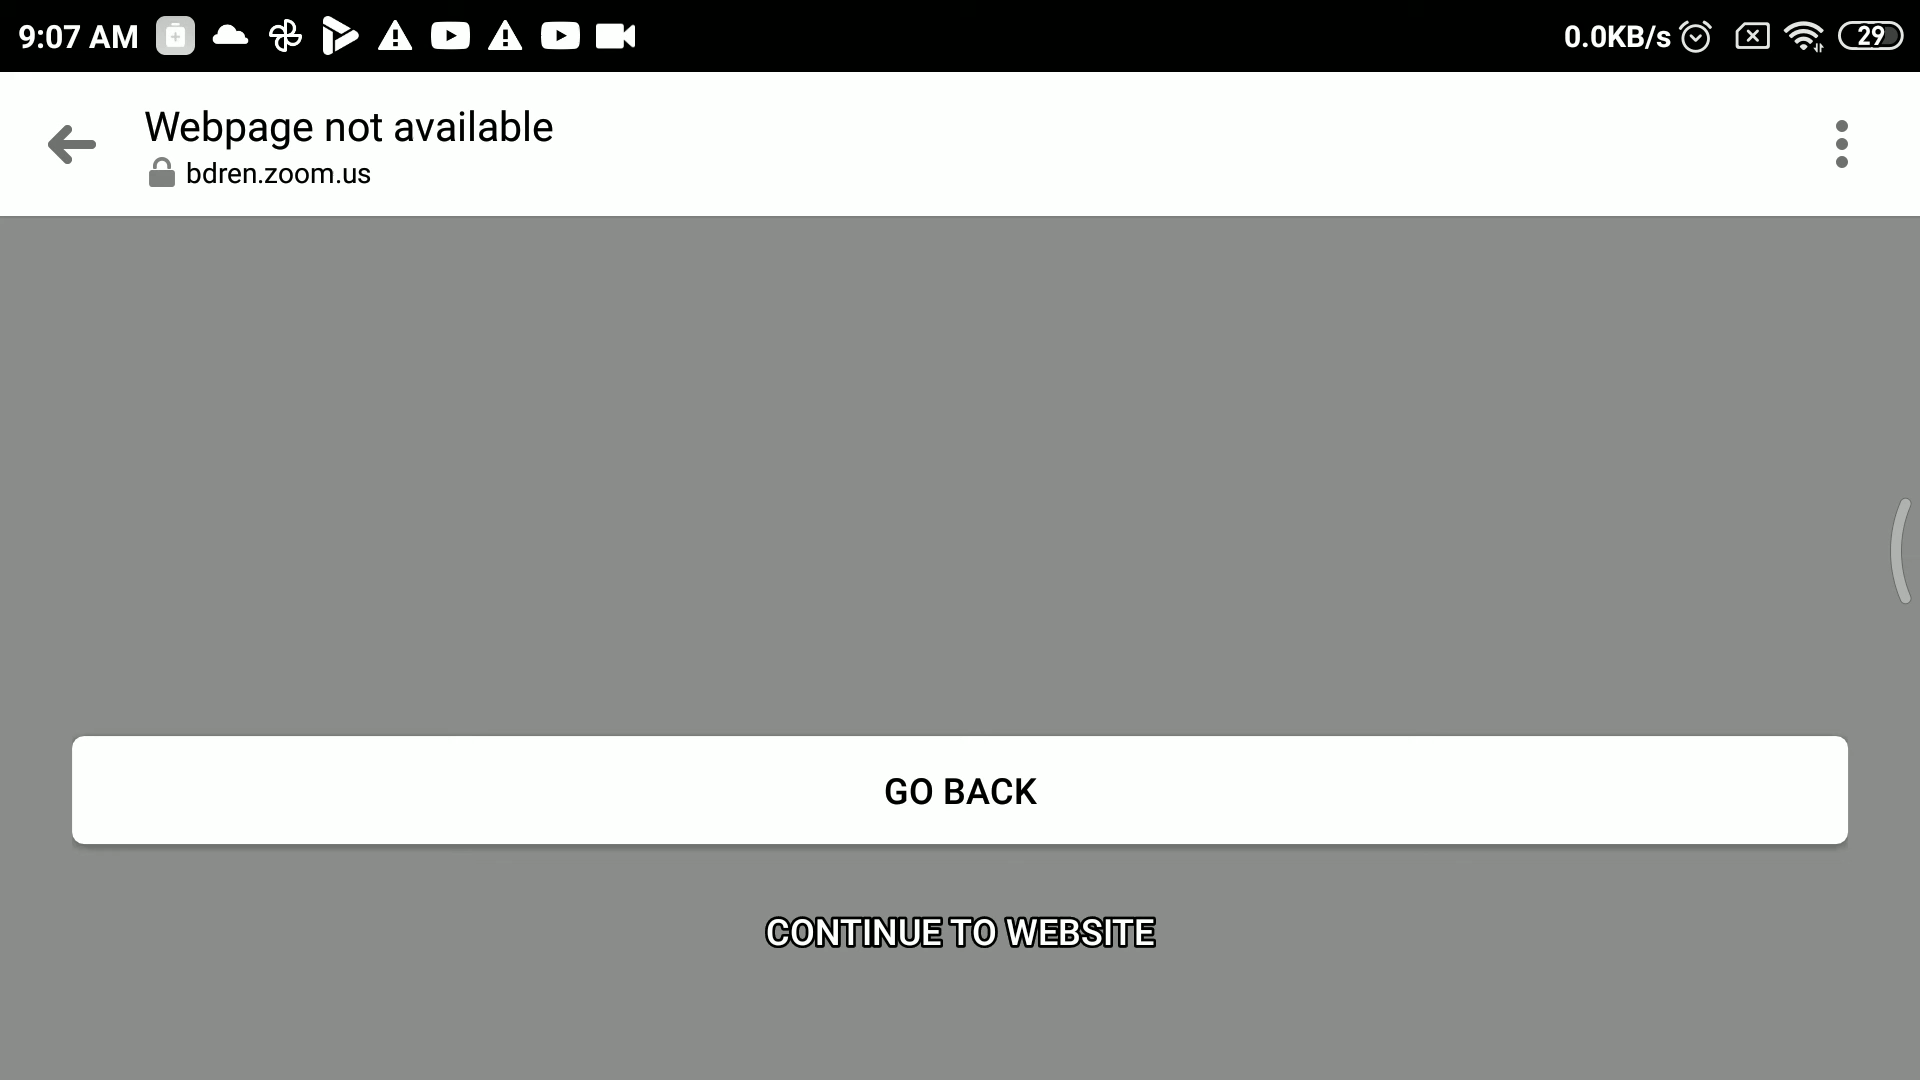 9:07 AM
0.0KB/s
29
Webpage not available
bdren.zoom.us
GO BACK
CONTINUE TO WEBSITE